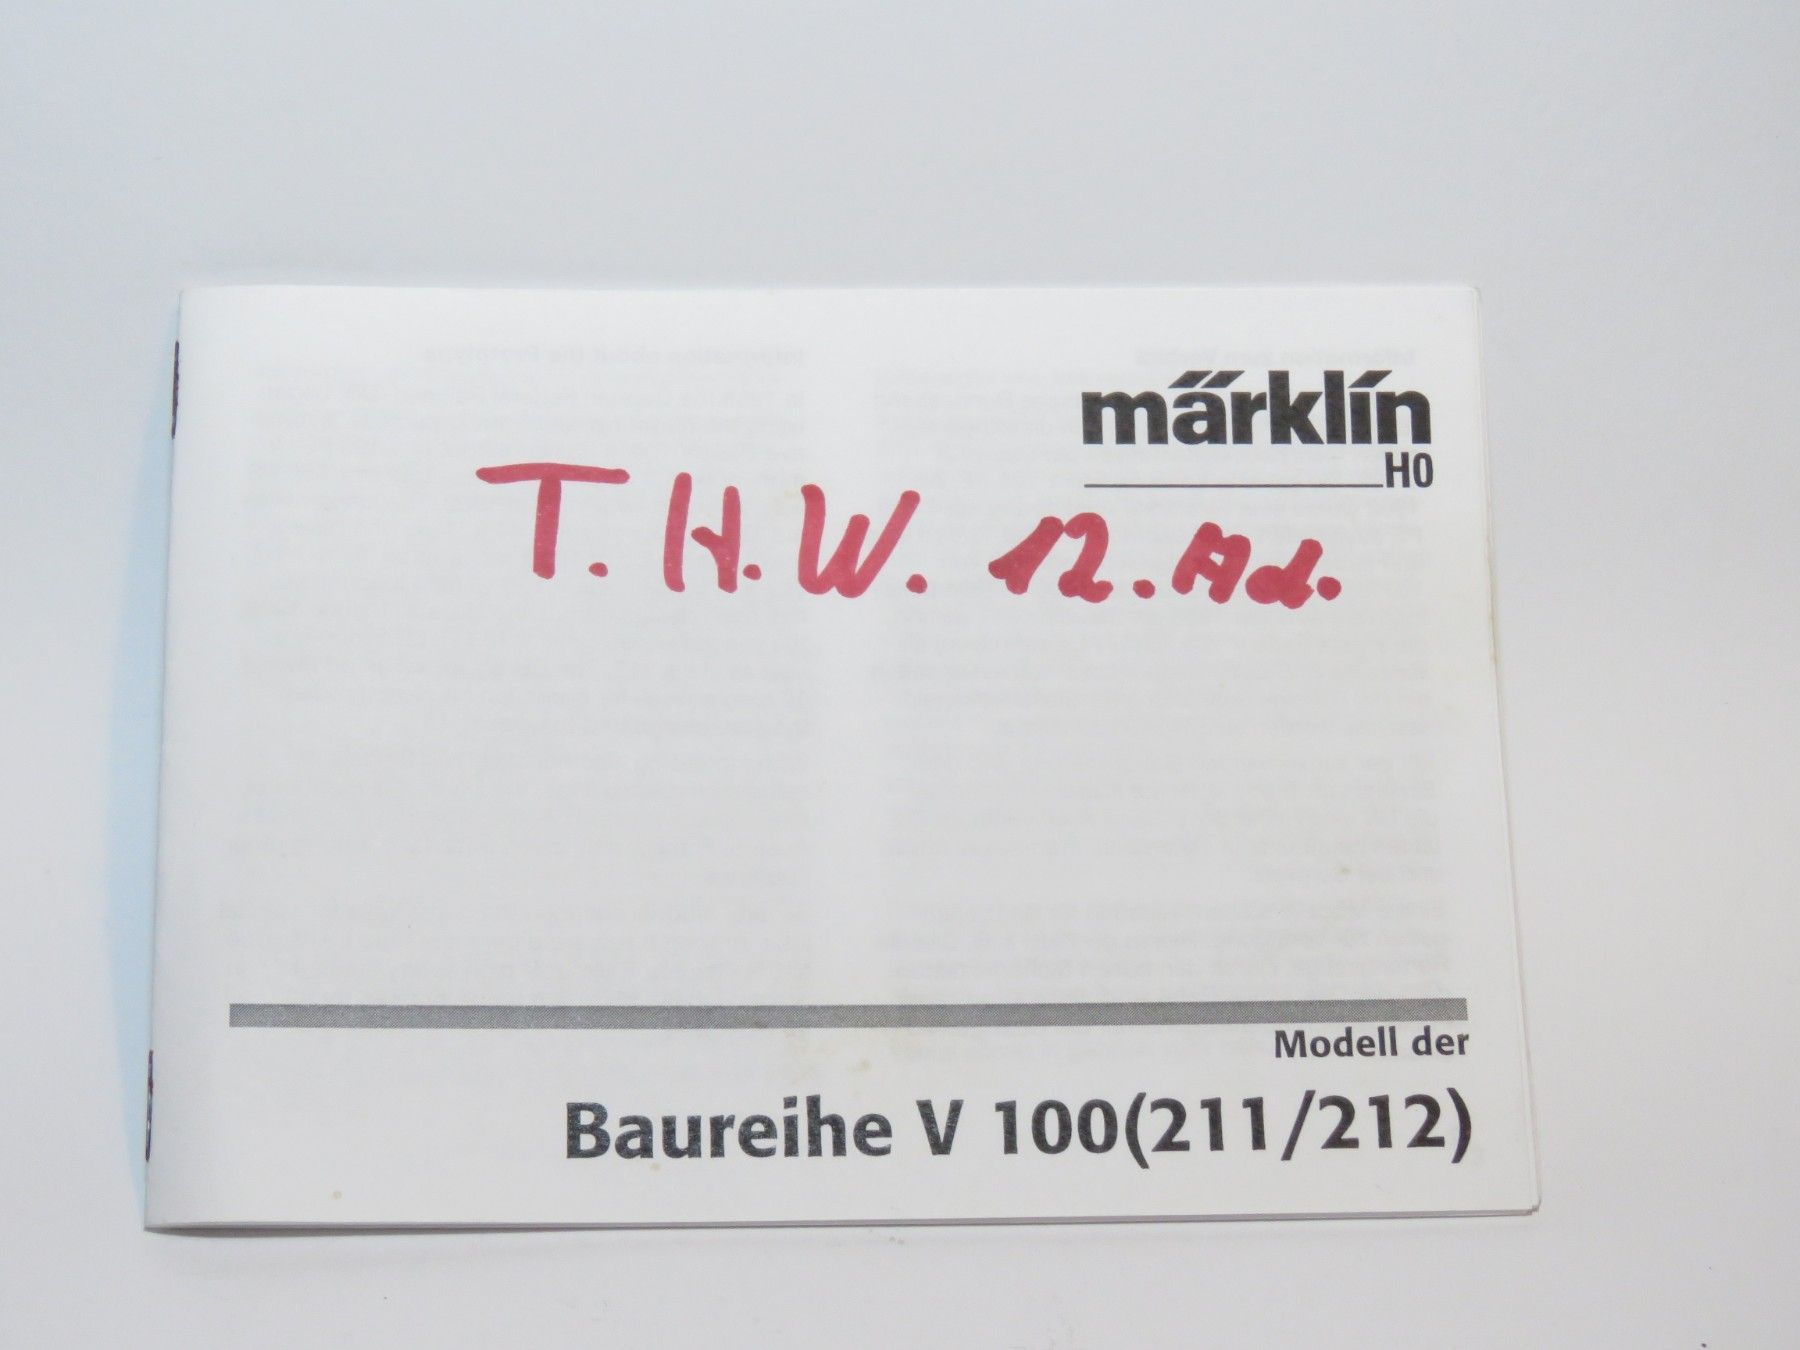 märklin
H0
T. H. W. 12. Ad.
Modell der
Baureihe V 100(211/212)